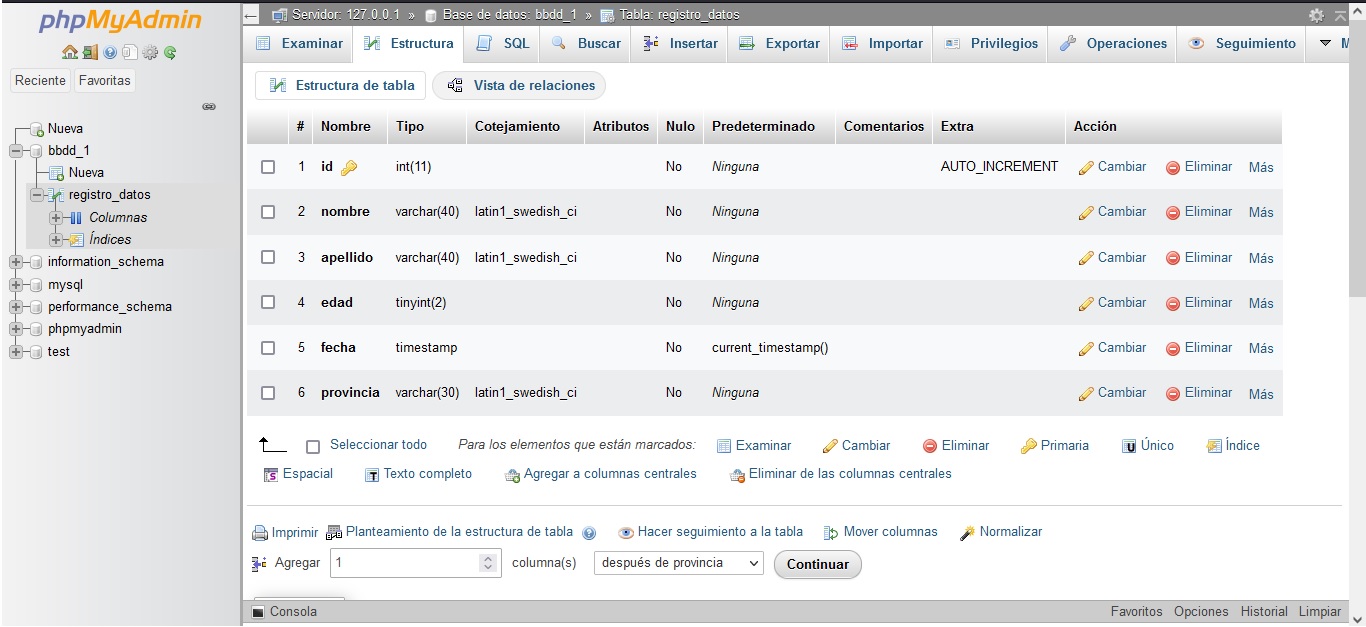 phpMyAdmin
Reciente Favoritas
Nueva
bbdd_1
Nueva
registro_datos
Columnas
Índices
information_schema
mysql
performance_schema
phpmyadmin
test
Servidor: 127.0.0.1 » Base de datos: bbdd_1 » Tabla: registro_datos
Examinar Estructura SQL Buscar Insertar Exportar Importar Privilegios Operaciones Seguimiento M
Estructura de tabla Vista de relaciones
# Nombre Tipo Cotejamiento Atributos Nulo Predeterminado Comentarios Extra Acción
1 id int(11) No Ninguna AUTO_INCREMENT Cambiar Eliminar Más
2 nombre varchar(40) latin1_swedish_ci No Ninguna Cambiar Eliminar Más
3 apellido varchar(40) latin1_swedish_ci No Ninguna Cambiar Eliminar Más
4 edad tinyint(2) No Ninguna Cambiar Eliminar Más
5 fecha timestamp No current_timestamp() Cambiar Eliminar Más
6 provincia varchar(30) latin1_swedish_ci No Ninguna Cambiar Eliminar Más
Seleccionar todo Para los elementos que están marcados: Examinar Cambiar Eliminar Primaria Único Índice
Espacial Texto completo Agregar a columnas centrales Eliminar de las columnas centrales
Imprimir Planteamiento de la estructura de tabla Hacer seguimiento a la tabla Mover columnas Normalizar
Agregar 1 columna(s) después de provincia Continuar
Consola Favoritos Opciones Historial Limpiar